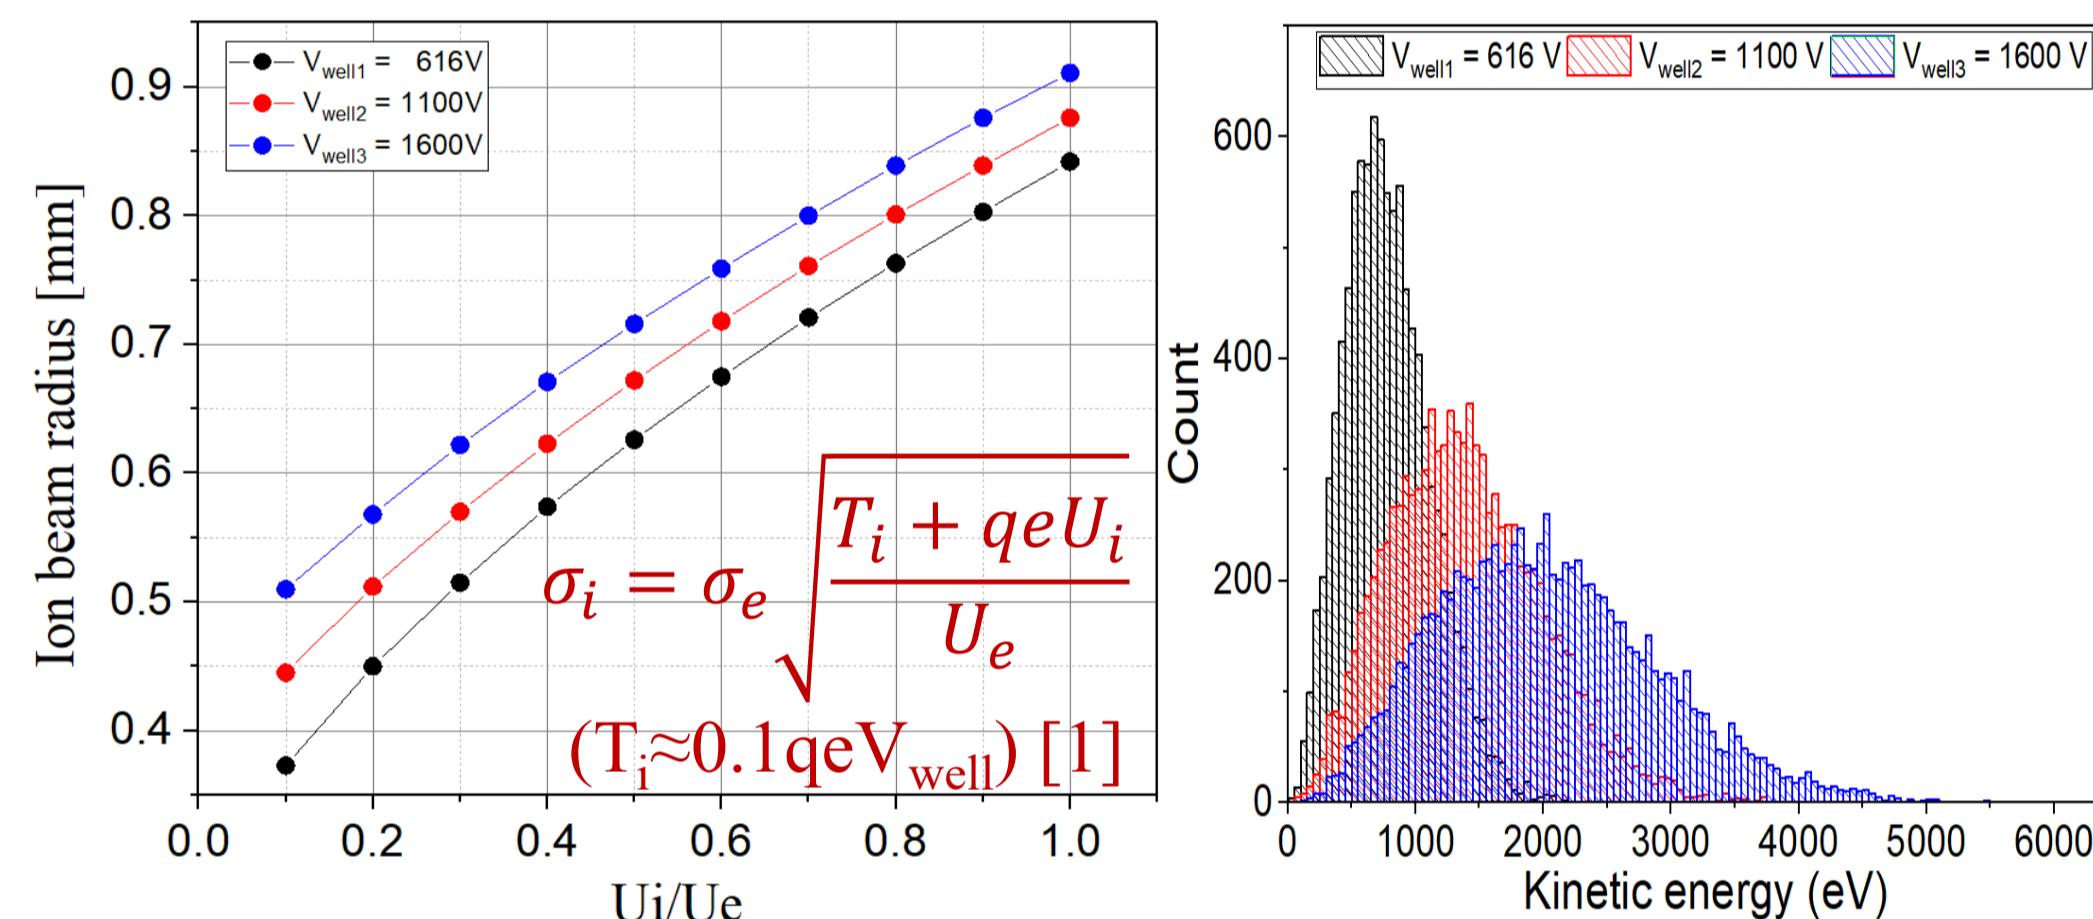 V_well1 = 616V
V_well2 = 1100V
V_well3 = 1600V
Ion beam radius [mm]
0.9
0.8
0.7
0.6
0.5
0.4
σ_i = σ_e √((T_i + qeU_i)/U_e)
(T_i≈0.1qeV_well) [1]
0.0 0.2 0.4 0.6 0.8 1.0
Ui/Ue
V_well1 = 616 V V_well2 = 1100 V V_well3 = 1600 V
Count
600
400
200
0
0 1000 2000 3000 4000 5000 6000
Kinetic energy (eV)